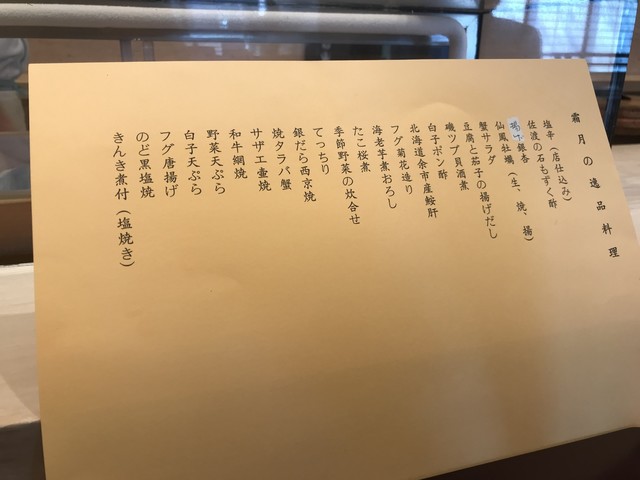 霜月の逸品料理
塩辛（店仕込み）
佐渡の石もずく酢
銀杏
仙鳳牡蠣（生、焼、揚）
蟹サラダ
豆腐と茄子の揚げだし
磯ツブ貝酒煮
白子ポン酢
北海道余市産鮟肝
フグ菊花造り
海老芋煮おろし
たこ桜煮
季節野菜の炊合せ
てっちり
銀だら西京焼
焼タラバ蟹
サザエ壷焼
和牛網焼
野菜天ぷら
白子天ぷら
フグ唐揚げ
のど黒塩焼
きんき煮付（塩焼き）